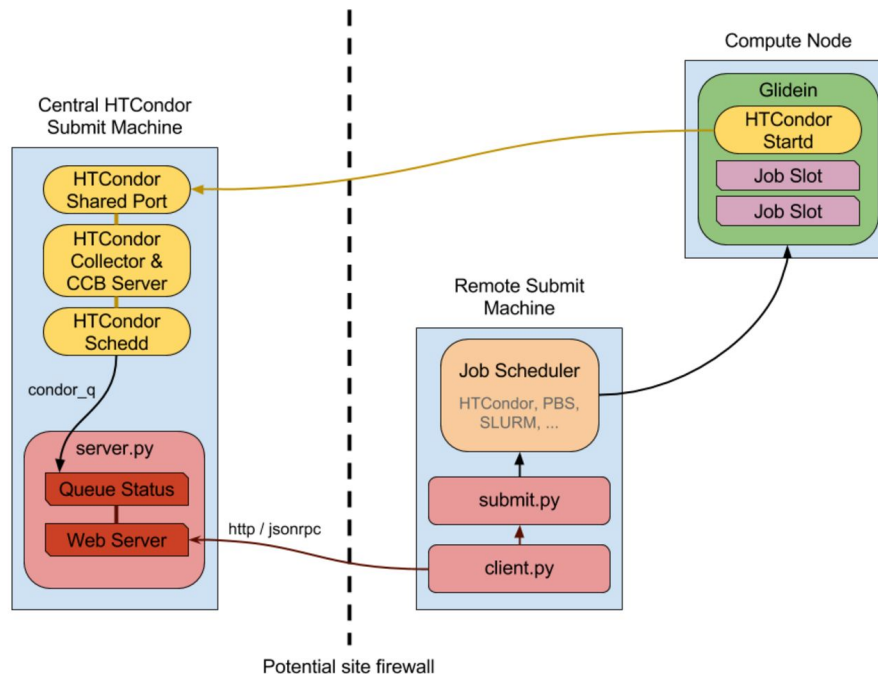 Central HTCondor
Submit Machine
HTCondor
Shared Port
HTCondor
Collector &
CCB Server
HTCondor
Schedd
condor_q
server.py
Queue Status
Web Server
http / jsonrpc
Potential site firewall
Remote Submit
Machine
Job Scheduler
HTCondor, PBS,
SLURM, ...
submit.py
client.py
Compute Node
Glidein
HTCondor
Startd
Job Slot
Job Slot